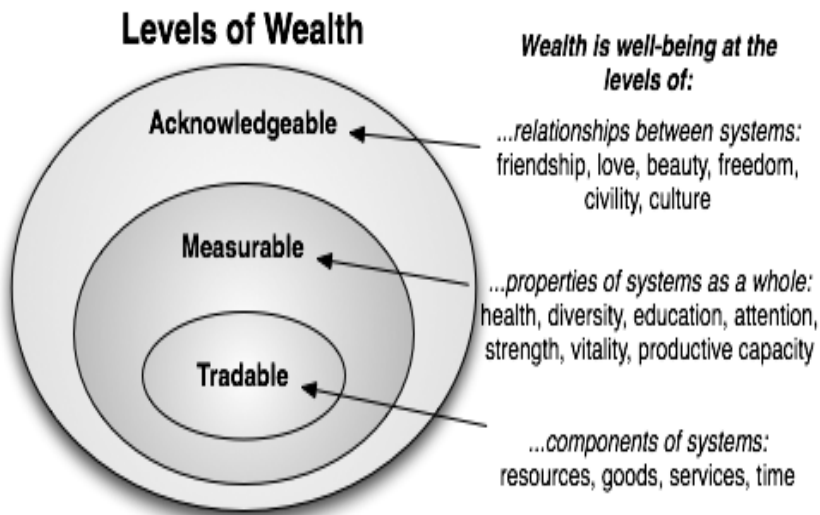 Levels of Wealth
Wealth is well-being at the
levels of:
Acknowledgeable
...relationships between systems:
friendship, love, beauty, freedom,
civility, culture
Measurable
...properties of systems as a whole:
health, diversity, education, attention,
strength, vitality, productive capacity
Tradable
...components of systems:
resources, goods, services, time